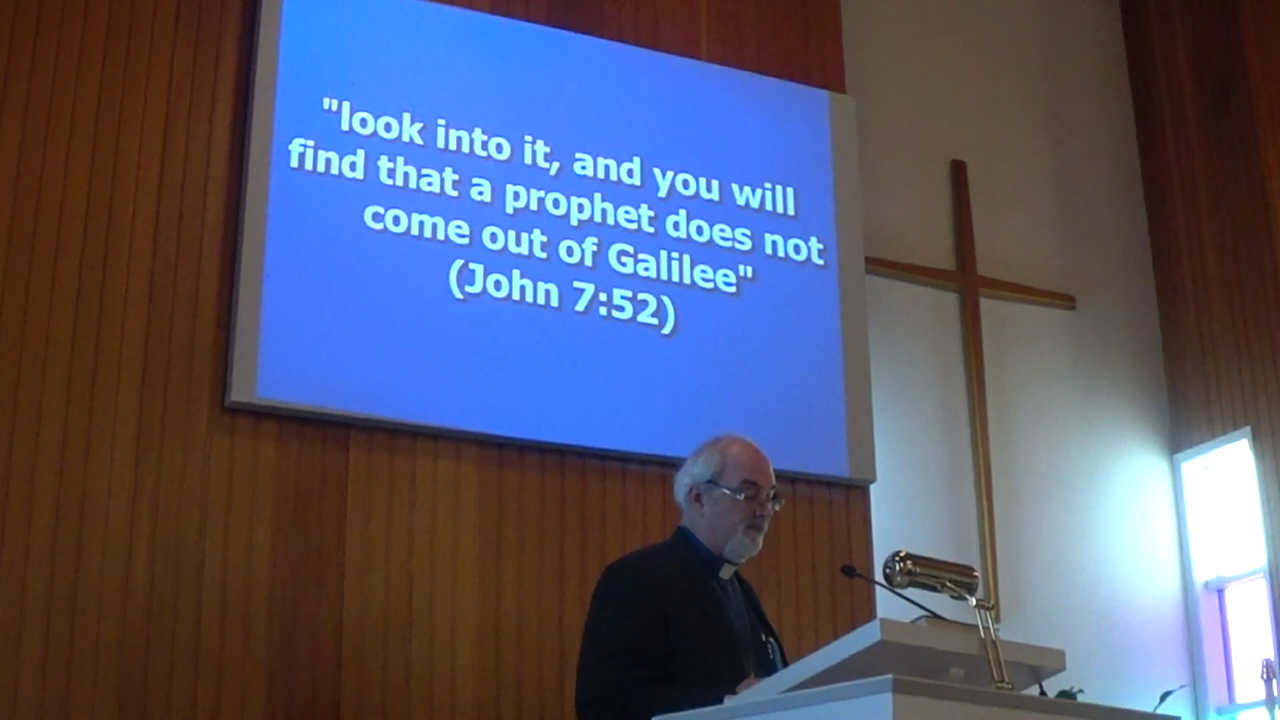 "look into it, and you will
find that a prophet does not
come out of Galilee"
(John 7:52)